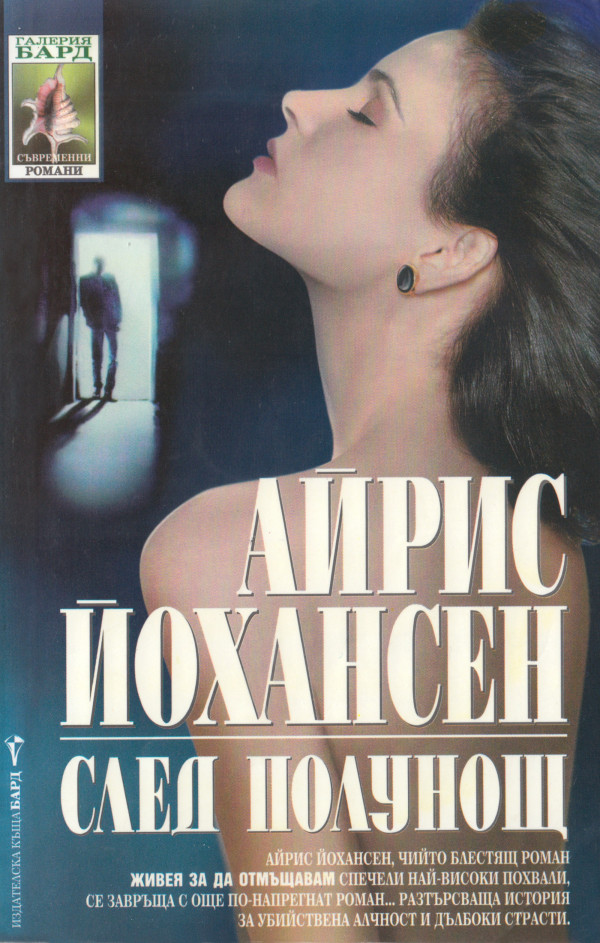 ГАЛЕРИЯ
БАРД
СЪВРЕМЕННИ
РОМАНИ
АЙРИС
ЙОХАНСЕН
СЛЕД ПОЛУНОЩ
АЙРИС ЙОХАНСЕН, ЧИЙТО БЛЕСТЯЩ РОМАН
ЖИВЕЯ ЗА ДА ОТМЪЩАВАМ СПЕЧЕЛИ НАЙ-ВИСОКИ ПОХВАЛИ,
СЕ ЗАВРЪЩА С ОЩЕ ПО-НАПРЕГНАТ РОМАН... РАЗТЪРСВАЩА ИСТОРИЯ
ЗА УБИЙСТВЕНА АЛЧНОСТ И ДЪЛБОКИ СТРАСТИ.
ИЗДАТЕЛСКА КЪЩА БАРД